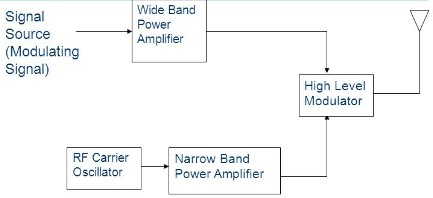 Signal
Source
(Modulating
Signal)
Wide Band
Power
Amplifier
High Level
Modulator
RF Carrier
Oscillator
Narrow Band
Power Amplifier